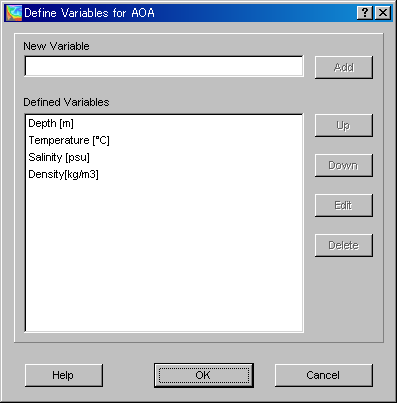 Define Variables for AOA
New Variable
Add
Defined Variables
Depth [m]
Temperature [°C]
Salinity [psu]
Density[kg/m3]
Up
Down
Edit
Delete
Help
OK
Cancel